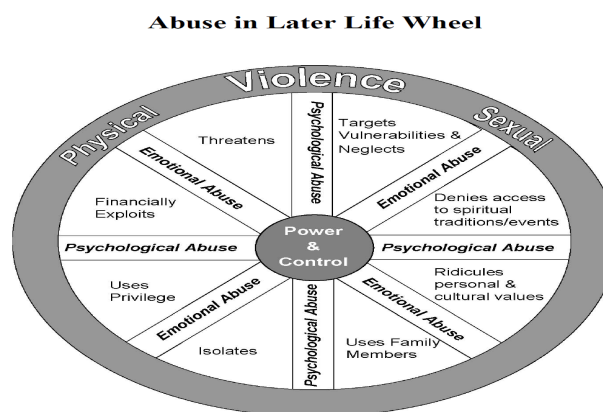 Abuse in Later Life Wheel
Physical
Violence
Sexual
Threatens
Psychological Abuse
Targets
Vulnerabilities &
Neglects
Emotional Abuse
Emotional Abuse
Financially
Exploits
Denies access
to spiritual
traditions/events
Psychological Abuse
Power
&
Control
Psychological Abuse
Uses
Privilege
Ridicules
personal &
cultural values
Emotional Abuse
Emotional Abuse
Isolates
Psychological Abuse
Uses Family
Members